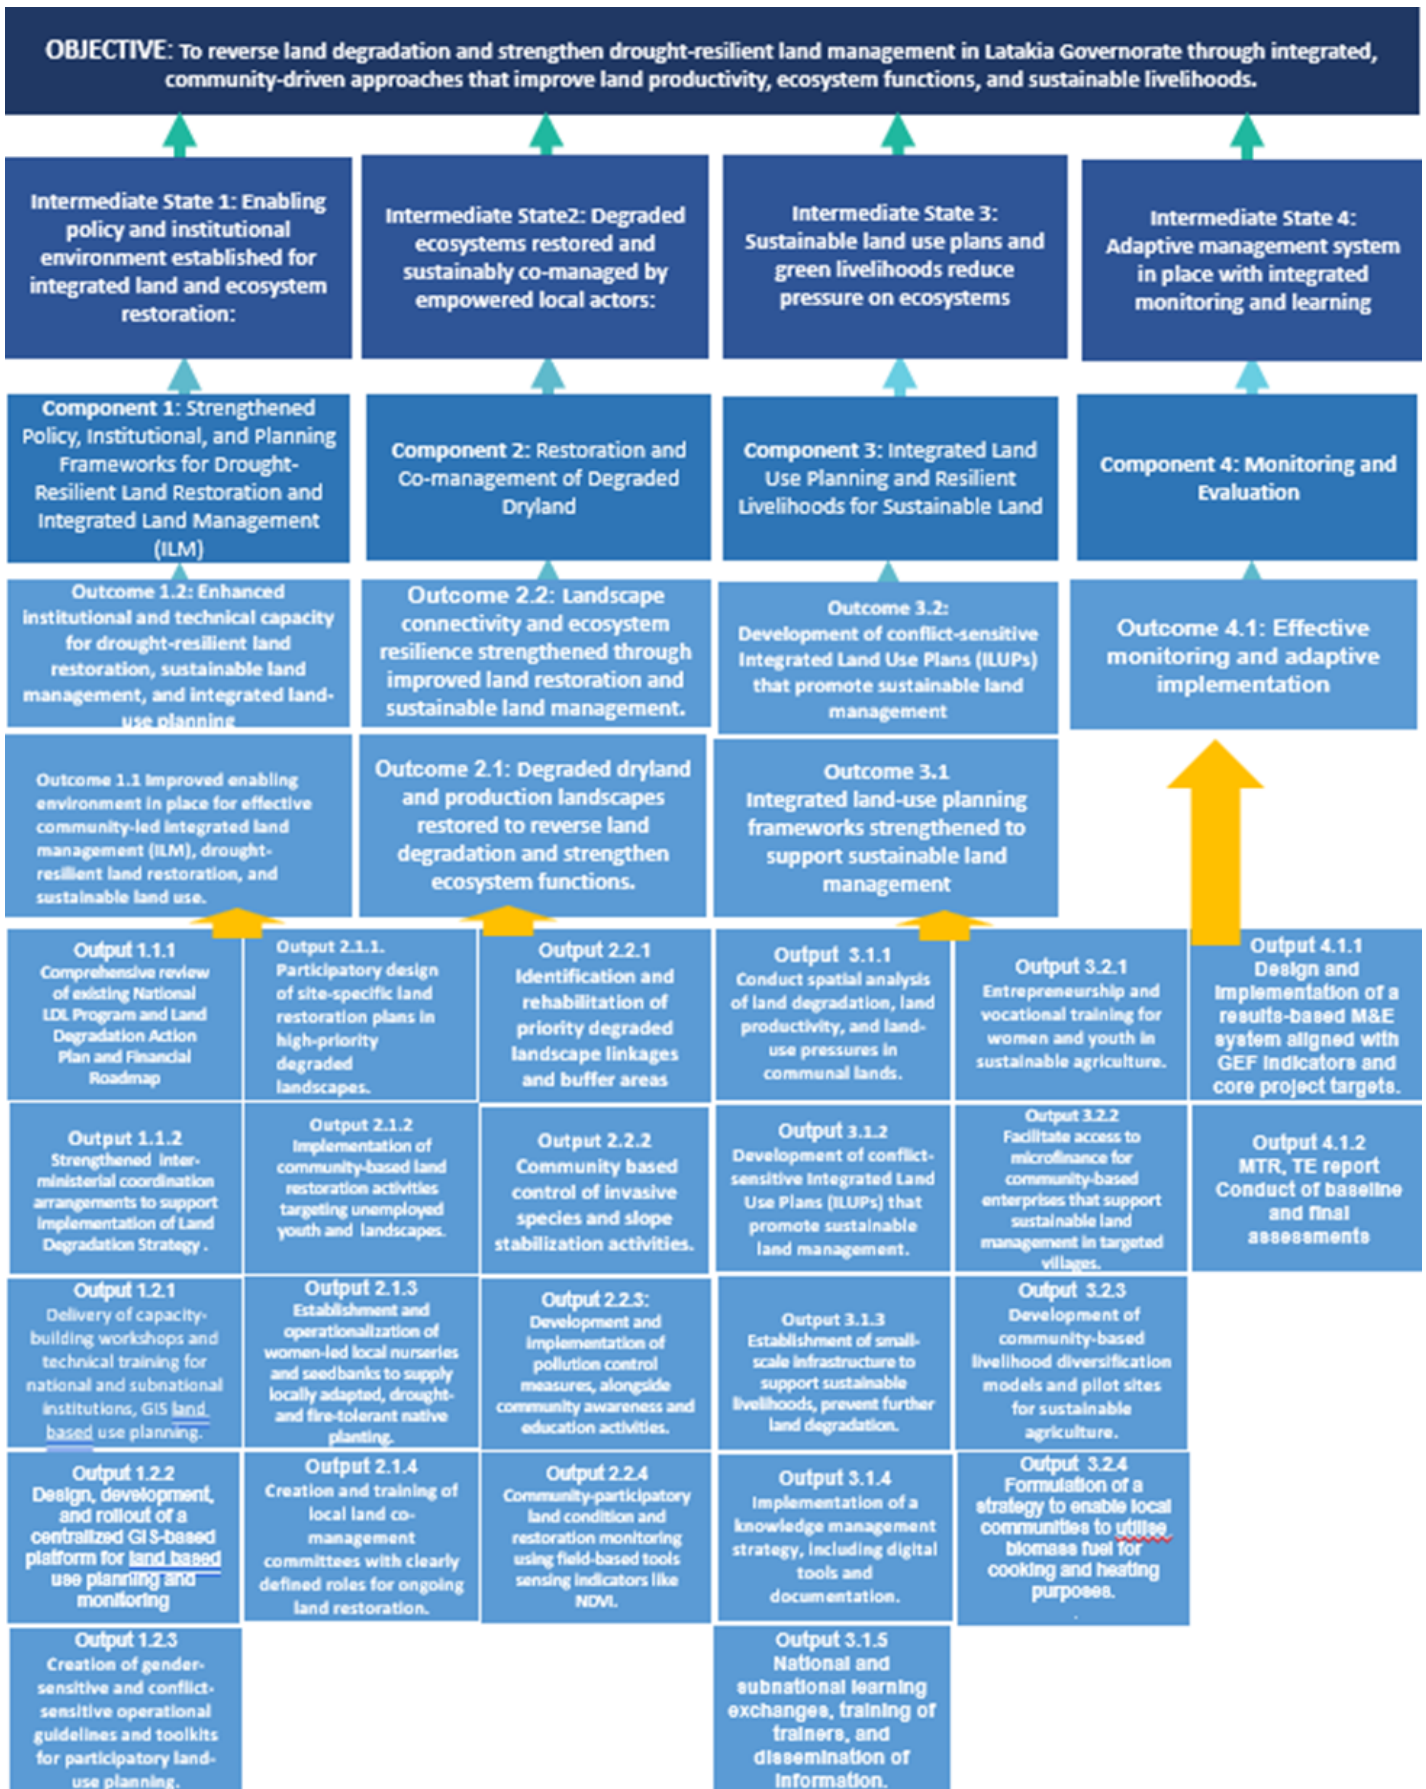 OBJECTIVE: To reverse land degradation and strengthen drought-resilient land management in Latakia Governorate through integrated,
community-driven approaches that improve land productivity, ecosystem functions, and sustainable livelihoods.
Intermediate State 1: Enabling
policy and institutional
environment established for
integrated land and ecosystem
restoration:
Intermediate State2: Degraded
ecosystems restored and
sustainably co-managed by
empowered local actors:
Intermediate State 3:
Sustainable land use plans and
green livelihoods reduce
pressure on ecosystems
Intermediate State 4:
Adaptive management system
in place with integrated
monitoring and learning
Component 1: Strengthened
Policy, Institutional, and Planning
Frameworks for Drought-
Resilient Land Restoration and
Integrated Land Management
(ILM)
Component 2: Restoration and
Co-management of Degraded
Dryland
Component 3: Integrated Land
Use Planning and Resilient
Livelihoods for Sustainable Land
Component 4: Monitoring and
Evaluation
Outcome 1.2: Enhanced
institutional and technical capacity
for drought-resilient land
restoration, sustainable land
management, and integrated land-
use planning
Outcome 2.2: Landscape
connectivity and ecosystem
resilience strengthened through
improved land restoration and
sustainable land management.
Outcome 3.2:
Development of conflict-sensitive
Integrated Land Use Plans (ILUPs)
that promote sustainable land
management
Outcome 4.1: Effective
monitoring and adaptive
implementation
Outcome 1.1 Improved enabling
environment in place for effective
community-led integrated land
management (ILM), drought-
resilient land restoration, and
sustainable land use.
Outcome 2.1: Degraded dryland
and production landscapes
restored to reverse land
degradation and strengthen
ecosystem functions.
Outcome 3.1
Integrated land-use planning
frameworks strengthened to
support sustainable land
management
Output 1.1.1
Comprehensive review
of existing National
LDL Program and Land
Degradation Action
Plan and Financial
Roadmap
Output 2.1.1.
Participatory design
of site-specific land
restoration plans in
high-priority
degraded
landscapes.
Output 2.2.1
Identification and
rehabilitation of
priority degraded
landscape linkages
and buffer areas
Output 3.1.1
Conduct spatial analysis
of land degradation, land
productivity, and land-
use pressures in
communal lands.
Output 3.2.1
Entrepreneurship and
vocational training for
women and youth in
sustainable agriculture.
Output 4.1.1
Design and
implementation of a
results-based M&E
system aligned with
GEF indicators and
core project targets.
Output 1.1.2
Strengthened inter-
ministerial coordination
arrangements to support
implementation of Land
Degradation Strategy .
Output 2.1.2
Implementation of
community-based land
restoration activities
targeting unemployed
youth and landscapes.
Output 2.2.2
Community based
control of invasive
species and slope
stabilization activities.
Output 3.1.2
Development of conflict-
sensitive Integrated Land
Use Plans (ILUPs) that
promote sustainable
land management.
Output 3.2.2
Facilitate access to
microfinance for
community-based
enterprises that support
sustainable land
management in targeted
villages.
Output 4.1.2
MTR, TE report
Conduct of baseline
and final
assessments
Output 1.2.1
Delivery of capacity-
building workshops and
technical training for
national and subnational
institutions, GIS land
based use planning.
Output 2.1.3
Establishment and
operationalization of
women-led local nurseries
and seedbanks to supply
locally adapted, drought-
and fire-tolerant native
planting.
Output 2.2.3:
Development and
implementation of
pollution control
measures, alongside
community awareness and
education activities.
Output 3.1.3
Establishment of small-
scale infrastructure to
support sustainable
livelihoods, prevent further
land degradation.
Output 3.2.3
Development of
community-based
livelihood diversification
models and pilot sites
for sustainable
agriculture.
Output 1.2.2
Design, development,
and rollout of a
centralized GIS-based
platform for land based
use planning and
monitoring
Output 2.1.4
Creation and training of
local land co-
management
committees with clearly
defined roles for ongoing
land restoration.
Output 2.2.4
Community-participatory
land condition and
restoration monitoring
using field-based tools
sensing indicators like
NDVI.
Output 3.1.4
Implementation of a
knowledge management
strategy, including digital
tools and
documentation.
Output 3.2.4
Formulation of a
strategy to enable local
communities to utilise
biomass fuel for
cooking and heating
purposes.
.
Output 1.2.3
Creation of gender-
sensitive and conflict-
sensitive operational
guidelines and toolkits
for participatory land-
use planning.
Output 3.1.5
National and
subnational learning
exchanges, training of
trainers, and
dissemination of
information.